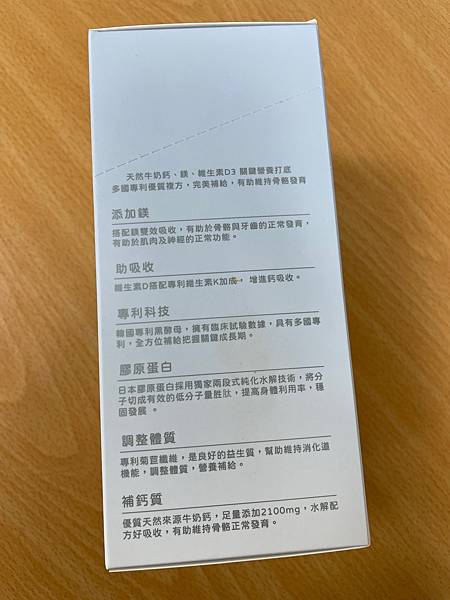 天然牛奶鈣、鎂、維生素D3 關鍵營養打底
多國專利優質複方，完美補給，有助維持骨骼發育
添加鎂
搭配鎂雙效吸收，有助於骨骼與牙齒的正常發育，
有助於肌肉及神經的正常功能。
助吸收
維生素D搭配專利維生素K加成，增進鈣吸收。
專利科技
韓國專利黑酵母，擁有臨床試驗數據，具有多國專
利，全方位補給把握關鍵成長期。
膠原蛋白
日本膠原蛋白採用獨家兩段式純化水解技術，將分
子切成有效的低分子量胜肽，提高身體利用率，穩
固發展。
調整體質
專利菊苣纖維，是良好的益生質，幫助維持消化道
機能，調整體質，營養補給。
補鈣質
優質天然來源牛奶鈣，足量添加2100mg，水解配
方好吸收，有助維持骨骼正常發育。